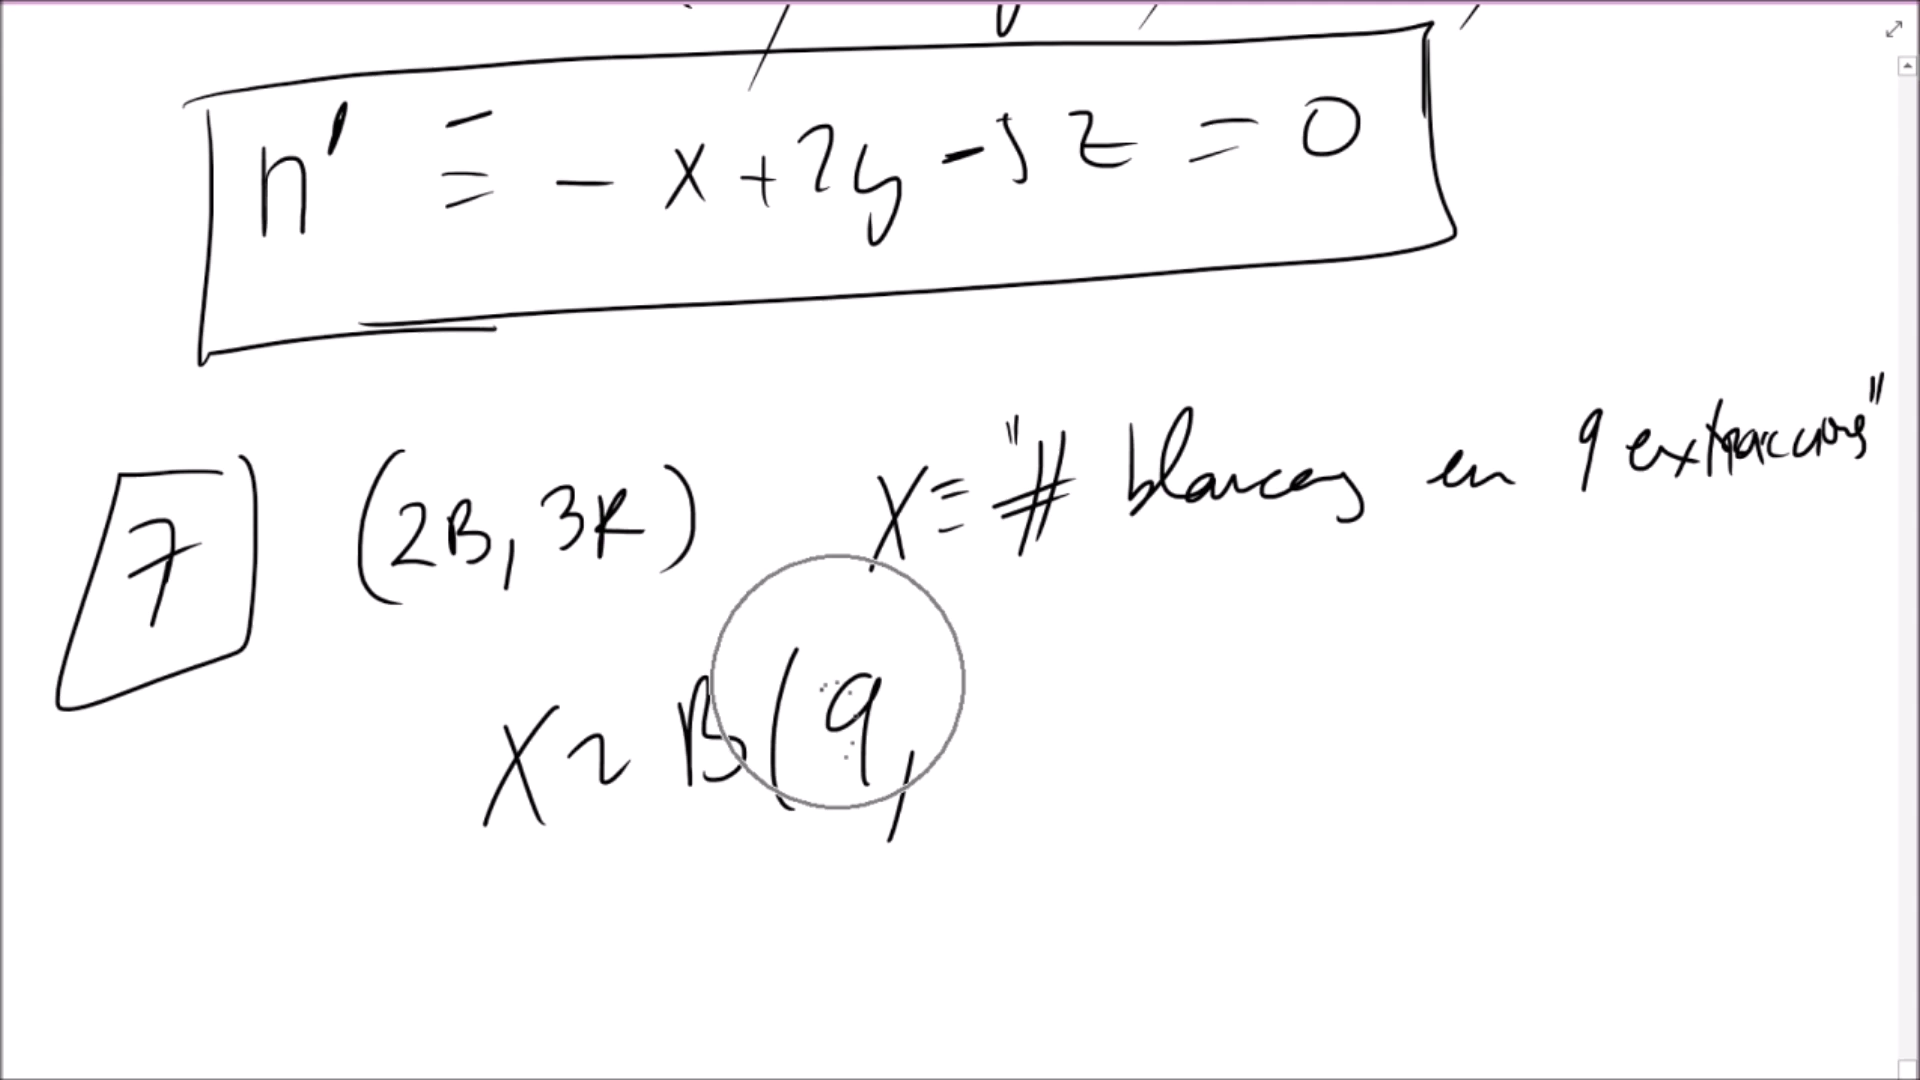 π' ≡ - x + 2y - 5z = 0
7 (2B, 3R) X ≡ "# blancas en 9 extracciones"
X ~ B(9,